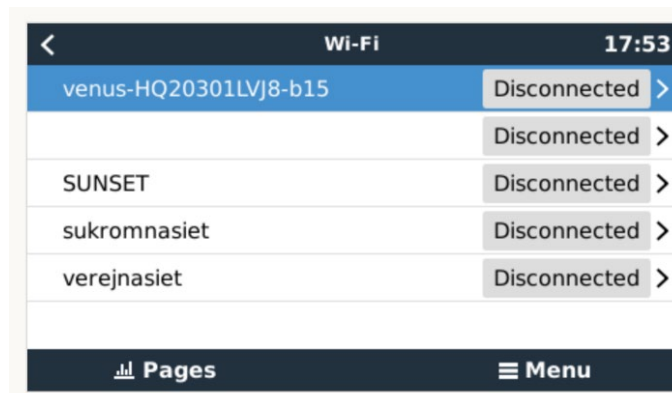 Wi-Fi 17:53
venus-HQ20301LVJ8-b15 Disconnected
Disconnected
SUNSET Disconnected
sukromnasiet Disconnected
verejnasiet Disconnected
Pages Menu